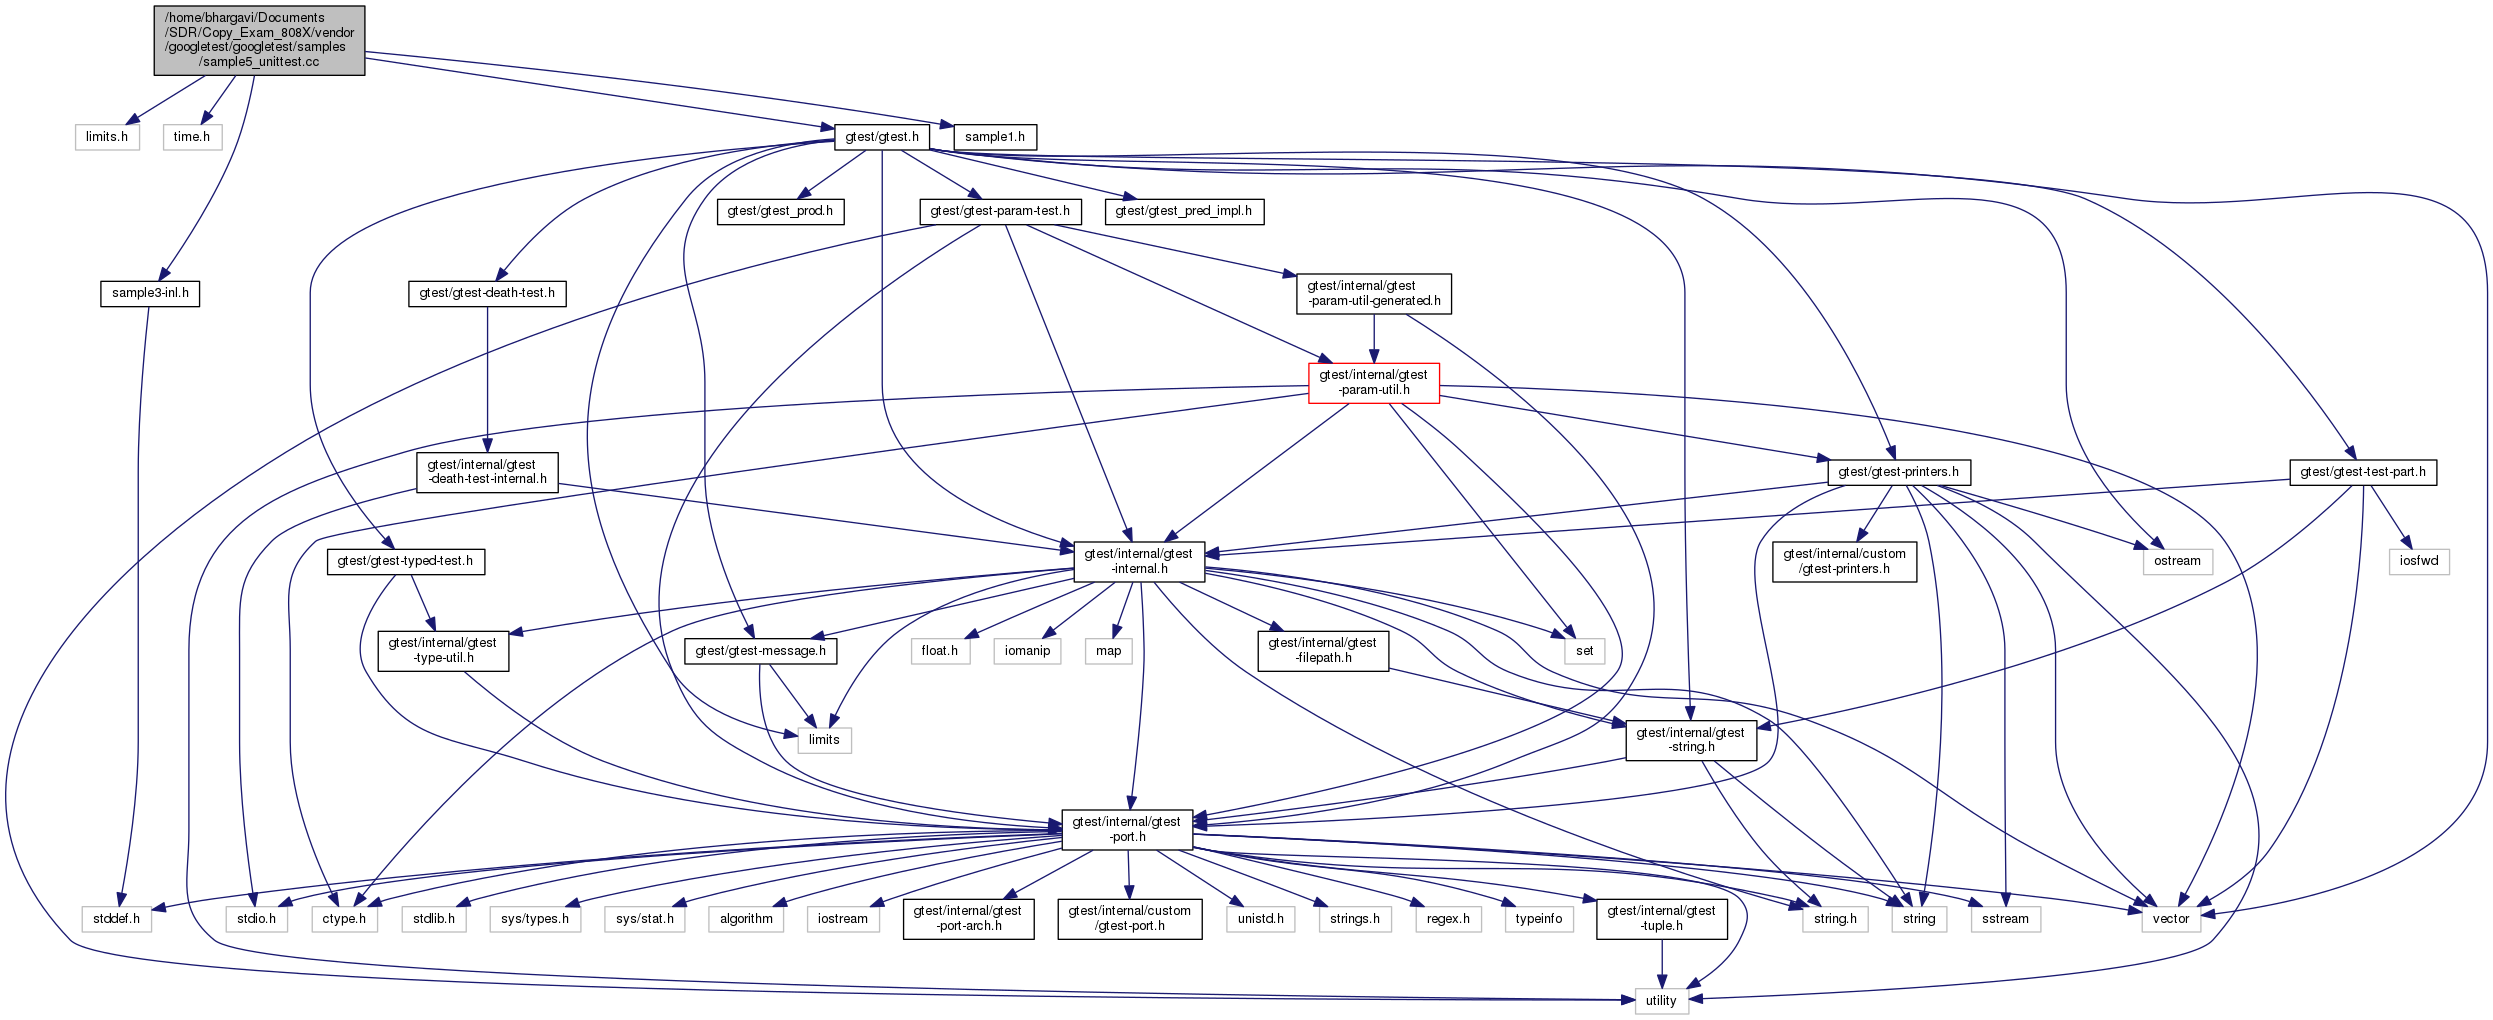 /home/bhargavi/Documents
/SDR/Copy_Exam_808X/vendor
/googletest/googletest/samples
/sample5_unittest.cc
limits.h
time.h
gtest/gtest.h
sample1.h
gtest/gtest_prod.h
gtest/gtest-param-test.h
gtest/gtest_pred_impl.h
sample3-inl.h
gtest/gtest-death-test.h
gtest/internal/gtest
-param-util-generated.h
gtest/internal/gtest
-param-util.h
gtest/internal/gtest
-death-test-internal.h
gtest/gtest-printers.h
gtest/gtest-test-part.h
gtest/gtest-typed-test.h
gtest/internal/gtest
-internal.h
gtest/internal/custom
/gtest-printers.h
ostream
iosfwd
gtest/internal/gtest
-type-util.h
gtest/gtest-message.h
float.h
iomanip
map
gtest/internal/gtest
-filepath.h
set
limits
gtest/internal/gtest
-string.h
gtest/internal/gtest
-port.h
stddef.h
stdio.h
ctype.h
stdlib.h
sys/types.h
sys/stat.h
algorithm
iostream
gtest/internal/gtest
-port-arch.h
gtest/internal/custom
/gtest-port.h
unistd.h
strings.h
regex.h
typeinfo
gtest/internal/gtest
-tuple.h
string.h
string
sstream
vector
utility